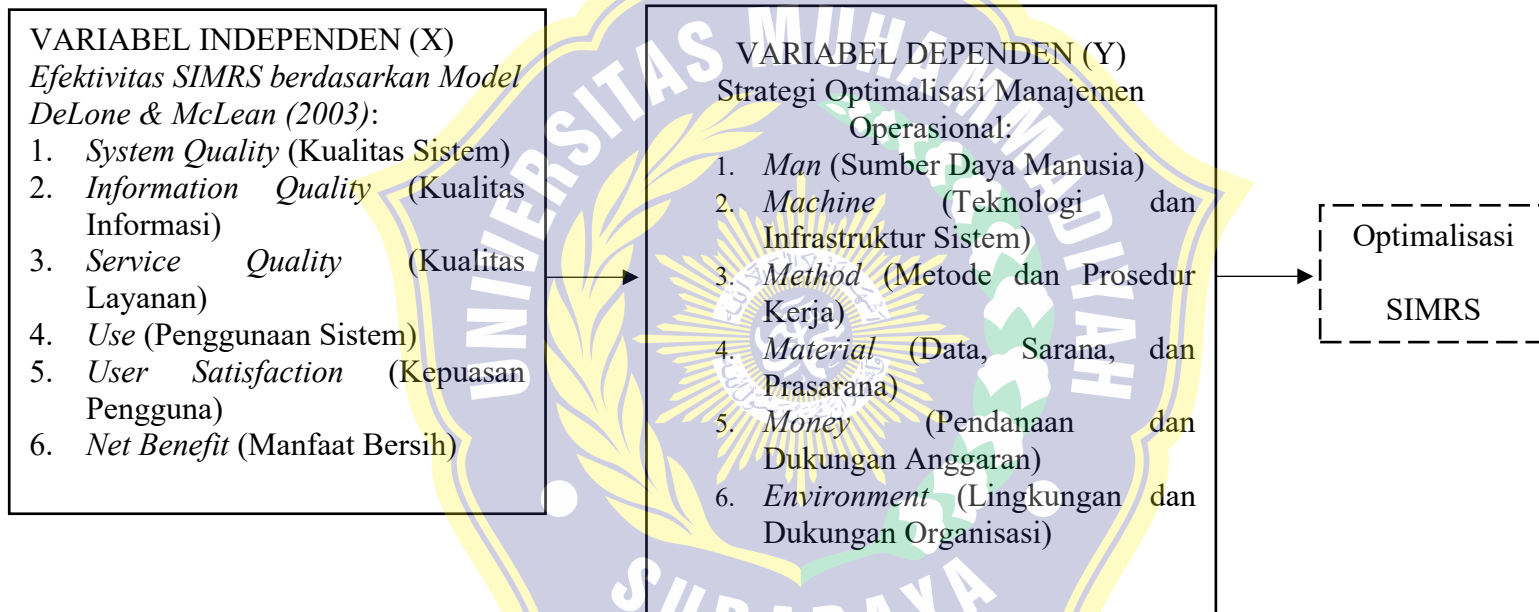 VARIABEL INDEPENDEN (X)
Efektivitas SIMRS berdasarkan Model
DeLone & McLean (2003):
1. System Quality (Kualitas Sistem)
2. Information Quality (Kualitas
Informasi)
3. Service Quality (Kualitas
Layanan)
4. Use (Penggunaan Sistem)
5. User Satisfaction (Kepuasan
Pengguna)
6. Net Benefit (Manfaat Bersih)
VARIABEL DEPENDEN (Y)
Strategi Optimalisasi Manajemen
Operasional:
1. Man (Sumber Daya Manusia)
2. Machine (Teknologi dan
Infrastruktur Sistem)
3. Method (Metode dan Prosedur
Kerja)
4. Material (Data, Sarana, dan
Prasarana)
5. Money (Pendanaan dan
Dukungan Anggaran)
6. Environment (Lingkungan dan
Dukungan Organisasi)
Optimalisasi
SIMRS
UNIVERSITAS MUHAMMADIYAH
SURABAYA